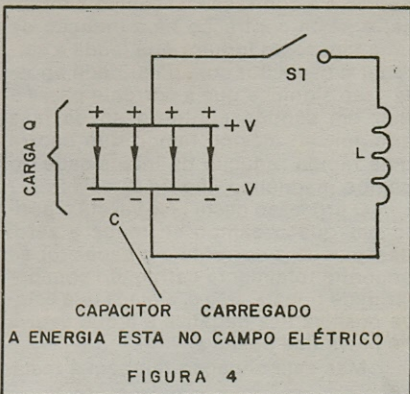 S1
+ + + +
+V
CARGA Q
L
-V
- - - -
C
CAPACITOR CARREGADO
A ENERGIA ESTA NO CAMPO ELÉTRICO
FIGURA 4